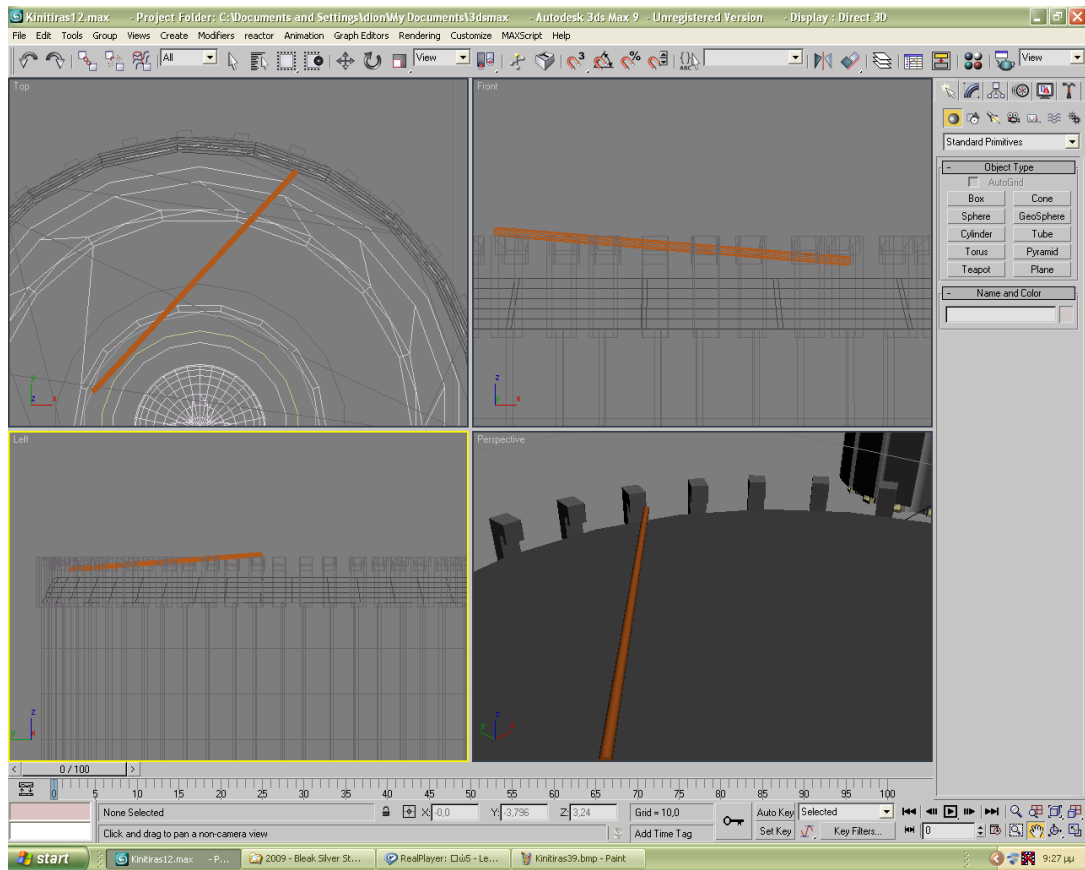 Kinitiras12.max - Project Folder: C:\Documents and Settings\dion\My Documents\3dsmax - Autodesk 3ds Max 9 - Unregistered Version - Display : Direct 3D
File Edit Tools Group Views Create Modifiers reactor Animation Graph Editors Rendering Customize MAXScript Help
All View View
Top Front
Standard Primitives
- Object Type
AutoGrid
Box Cone
Sphere GeoSphere
Cylinder Tube
Torus Pyramid
Teapot Plane
- Name and Color
z x y
z x
Left Perspective
z y x
z y
< 0 / 100 >
0 5 10 15 20 25 30 35 40 45 50 55 60 65 70 75 80 85 90 95 100
None Selected X: -0,0 Y: -3,796 Z: 3,24 Grid = 10,0 Auto Key Selected
Click and drag to pan a non-camera view Add Time Tag Set Key Key Filters... 0
start Kinitiras12.max - P... 2009 - Bleak Silver St... Kinitiras39.bmp - Paint 9:27 μμ